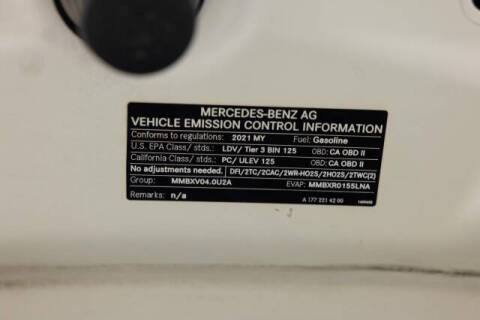 MERCEDES-BENZ AG
VEHICLE EMISSION CONTROL INFORMATION
Conforms to regulations: 2021 MY Fuel: Gasoline
U.S. EPA Class/ stds.: LDV/ Tier 3 BIN 125 OBD: CA OBD II
California Class/ stds.: PC/ ULEV 125 OBD: CA OBD II
No adjustments needed. DFI/2TC/2CAC/2WR-HO2S/2HO2S/2TWC(2)
Group: MMBXV04.0U2A EVAP: MMBXR0155LNA
Remarks: n/a
A 177 221 42 00